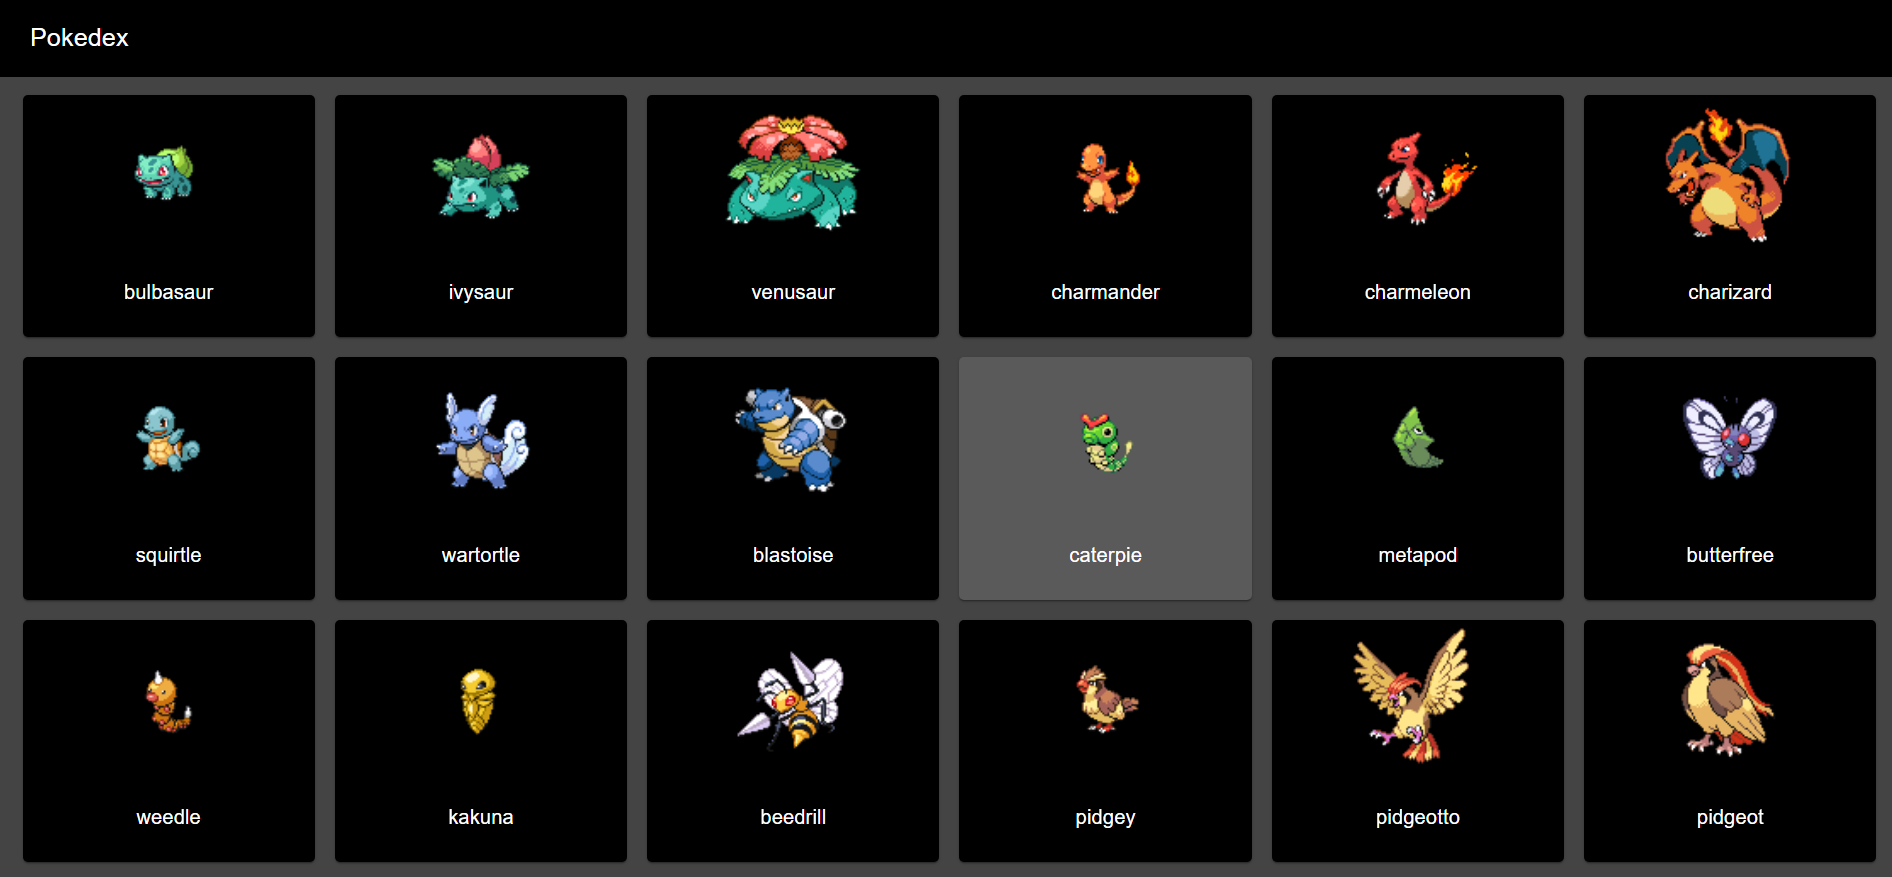 Pokedex
bulbasaur
ivysaur
venusaur
charmander
charmeleon
charizard
squirtle
wartortle
blastoise
caterpie
metapod
butterfree
weedle
kakuna
beedrill
pidgey
pidgeotto
pidgeot